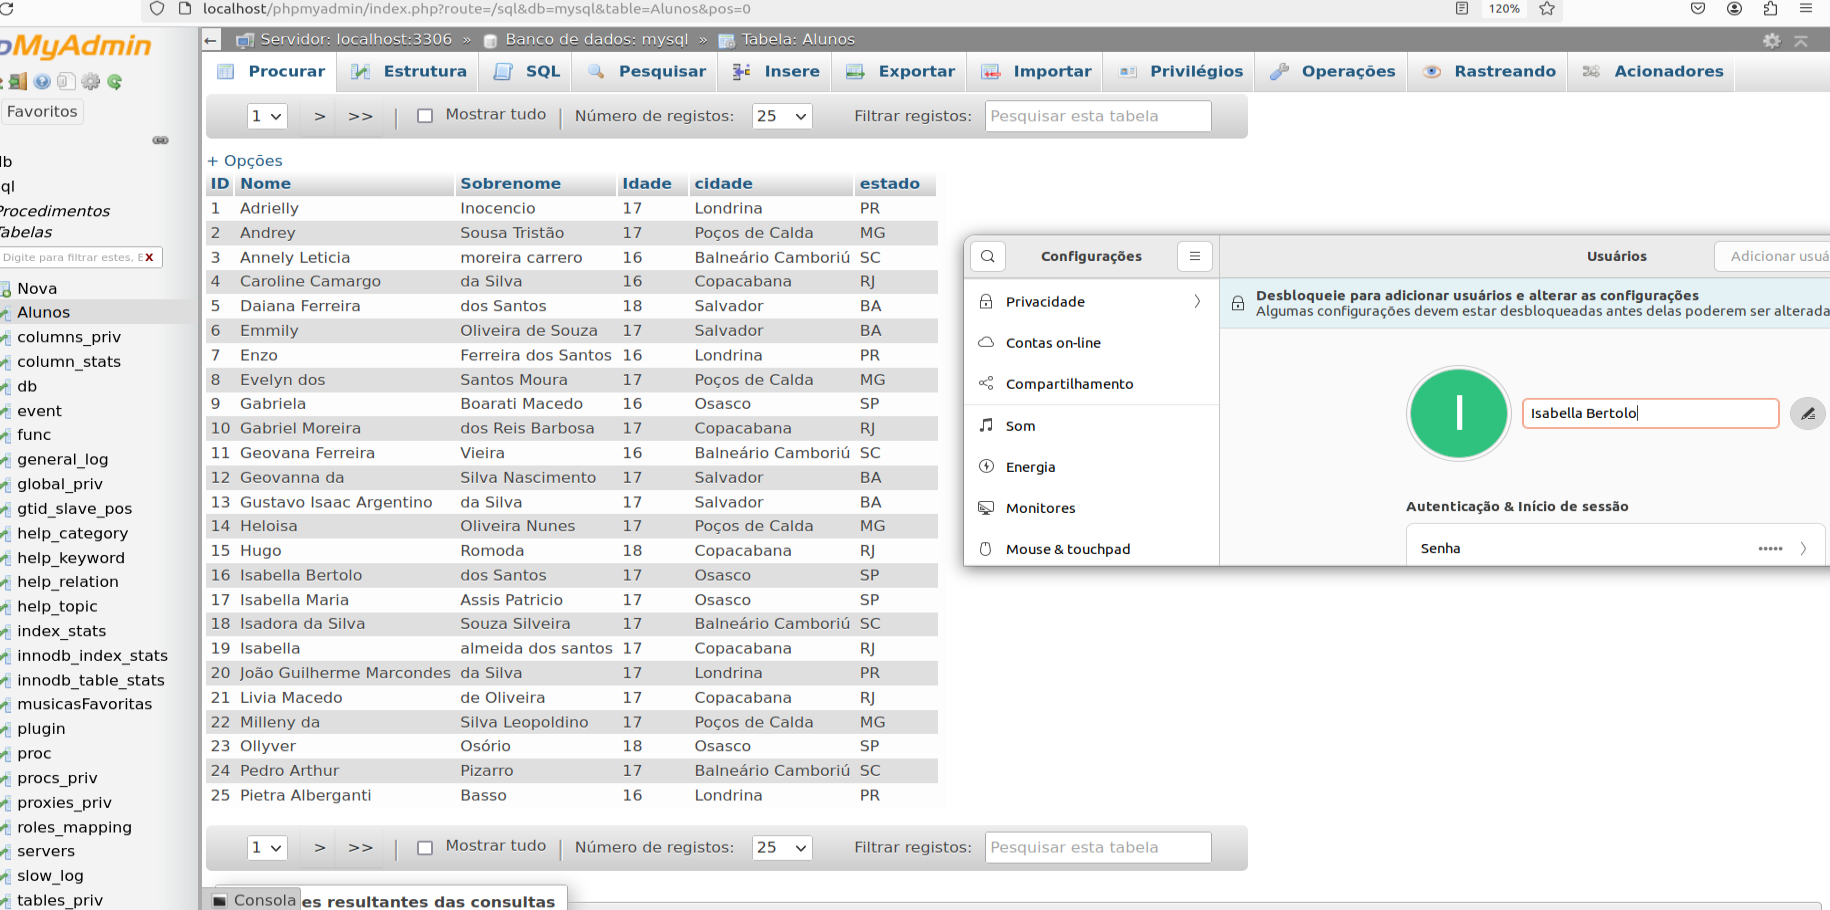 localhost/phpmyadmin/index.php?route=/sql&db=mysql&table=Alunos&pos=0
120%
pMyAdmin
Favoritos
lb
ql
Procedimentos
Tabelas
Digite para filtrar estes, E X
Nova
Alunos
columns_priv
column_stats
db
event
func
general_log
global_priv
gtid_slave_pos
help_category
help_keyword
help_relation
help_topic
index_stats
innodb_index_stats
innodb_table_stats
musicasFavoritas
plugin
proc
procs_priv
proxies_priv
roles_mapping
servers
slow_log
tables_priv
Servidor: localhost:3306 » Banco de dados: mysql » Tabela: Alunos
Procurar Estrutura SQL Pesquisar Insere Exportar Importar Privilégios Operações Rastreando Acionadores
1 > >> | Mostrar tudo | Número de registos: 25 Filtrar registos: Pesquisar esta tabela
+ Opções
ID Nome Sobrenome Idade cidade estado
1 Adrielly Inocencio 17 Londrina PR
2 Andrey Sousa Tristão 17 Poços de Calda MG
3 Annely Leticia moreira carrero 16 Balneário Camboriú SC
4 Caroline Camargo da Silva 16 Copacabana RJ
5 Daiana Ferreira dos Santos 18 Salvador BA
6 Emmily Oliveira de Souza 17 Salvador BA
7 Enzo Ferreira dos Santos 16 Londrina PR
8 Evelyn dos Santos Moura 17 Poços de Calda MG
9 Gabriela Boarati Macedo 16 Osasco SP
10 Gabriel Moreira dos Reis Barbosa 17 Copacabana RJ
11 Geovana Ferreira Vieira 16 Balneário Camboriú SC
12 Geovanna da Silva Nascimento 17 Salvador BA
13 Gustavo Isaac Argentino da Silva 17 Salvador BA
14 Heloisa Oliveira Nunes 17 Poços de Calda MG
15 Hugo Romoda 18 Copacabana RJ
16 Isabella Bertolo dos Santos 17 Osasco SP
17 Isabella Maria Assis Patricio 17 Osasco SP
18 Isadora da Silva Souza Silveira 17 Balneário Camboriú SC
19 Isabella almeida dos santos 17 Copacabana RJ
20 João Guilherme Marcondes da Silva 17 Londrina PR
21 Livia Macedo de Oliveira 17 Copacabana RJ
22 Milleny da Silva Leopoldino 17 Poços de Calda MG
23 Ollyver Osório 18 Osasco SP
24 Pedro Arthur Pizarro 17 Balneário Camboriú SC
25 Pietra Alberganti Basso 16 Londrina PR
1 > >> | Mostrar tudo | Número de registos: 25 Filtrar registos: Pesquisar esta tabela
Consola
es resultantes das consultas
Configurações
Privacidade
Contas on-line
Compartilhamento
Som
Energia
Monitores
Mouse & touchpad
Usuários
Adicionar usuá
Desbloqueie para adicionar usuários e alterar as configurações
Algumas configurações devem estar desbloqueadas antes delas poderem ser alterada
I
Isabella Bertolo
Autenticação & Início de sessão
Senha •••••